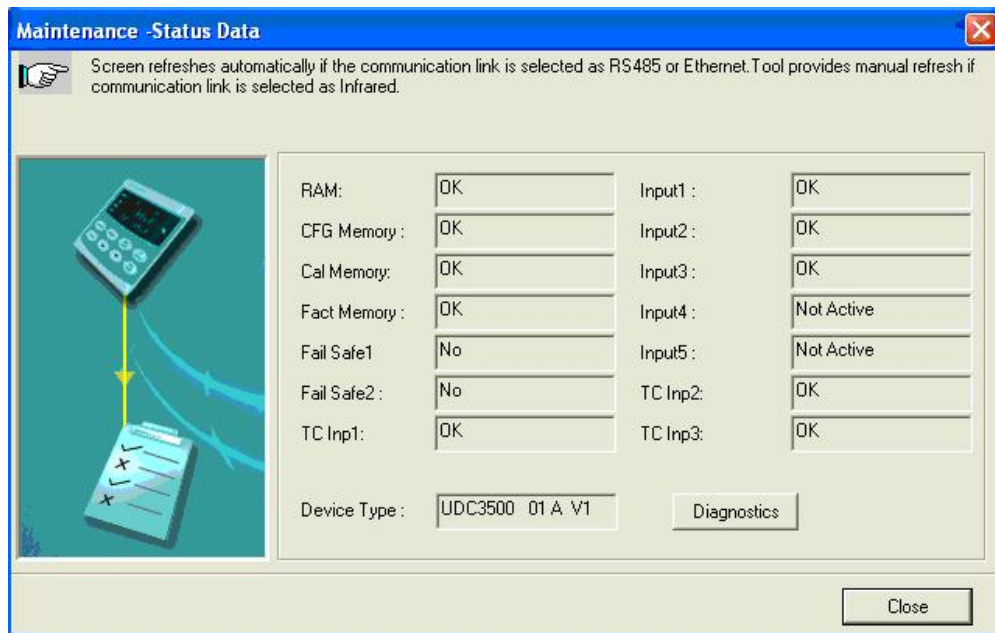 Maintenance -Status Data
Screen refreshes automatically if the communication link is selected as RS485 or Ethernet.Tool provides manual refresh if
communication link is selected as Infrared.
RAM: OK Input1 : OK
CFG Memory : OK Input2 : OK
Cal Memory: OK Input3 : OK
Fact Memory : OK Input4 : Not Active
Fail Safe1 No Input5 : Not Active
Fail Safe2 : No TC Inp2: OK
TC Inp1: OK TC Inp3: OK
Device Type : UDC3500 01 A V1 Diagnostics
Close